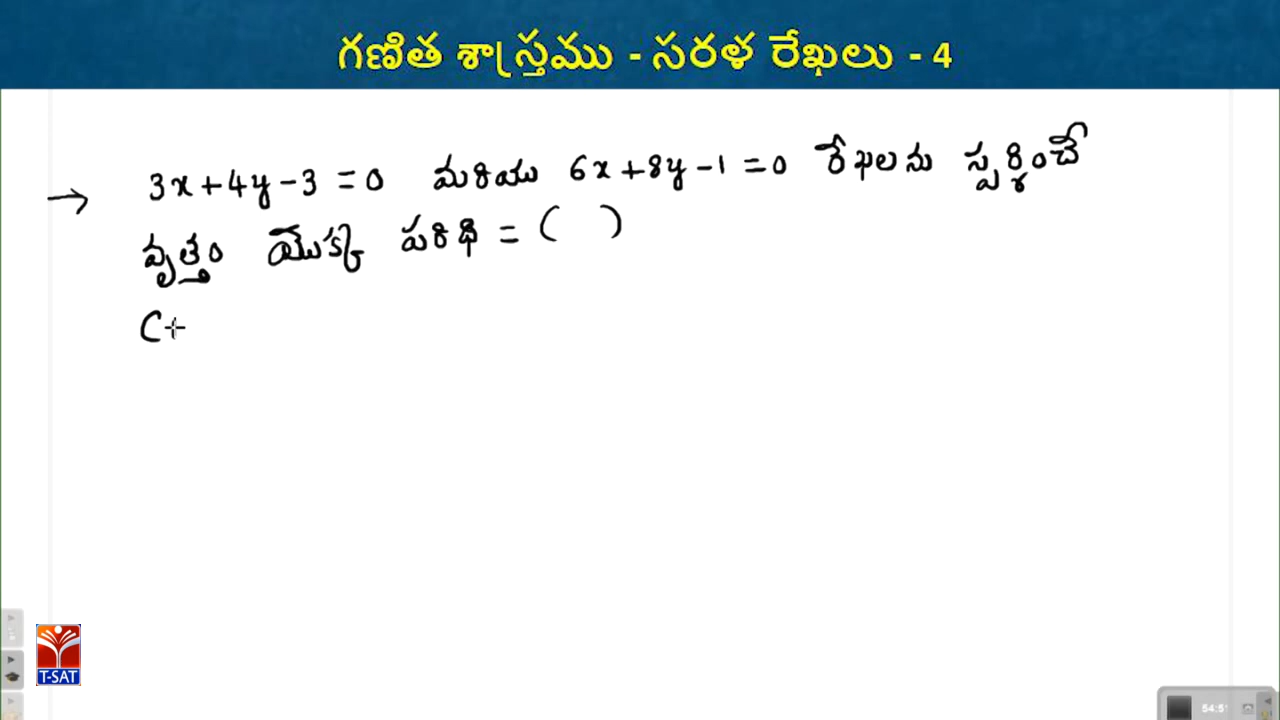 గణిత శాస్త్రము - సరళ రేఖలు - 4
→ 3x+4y-3=0 మరియు 6x+8y-1=0 రేఖలను స్పర్శించే
వృత్తం యొక్క పరిధి = ( )
C+
T-SAT